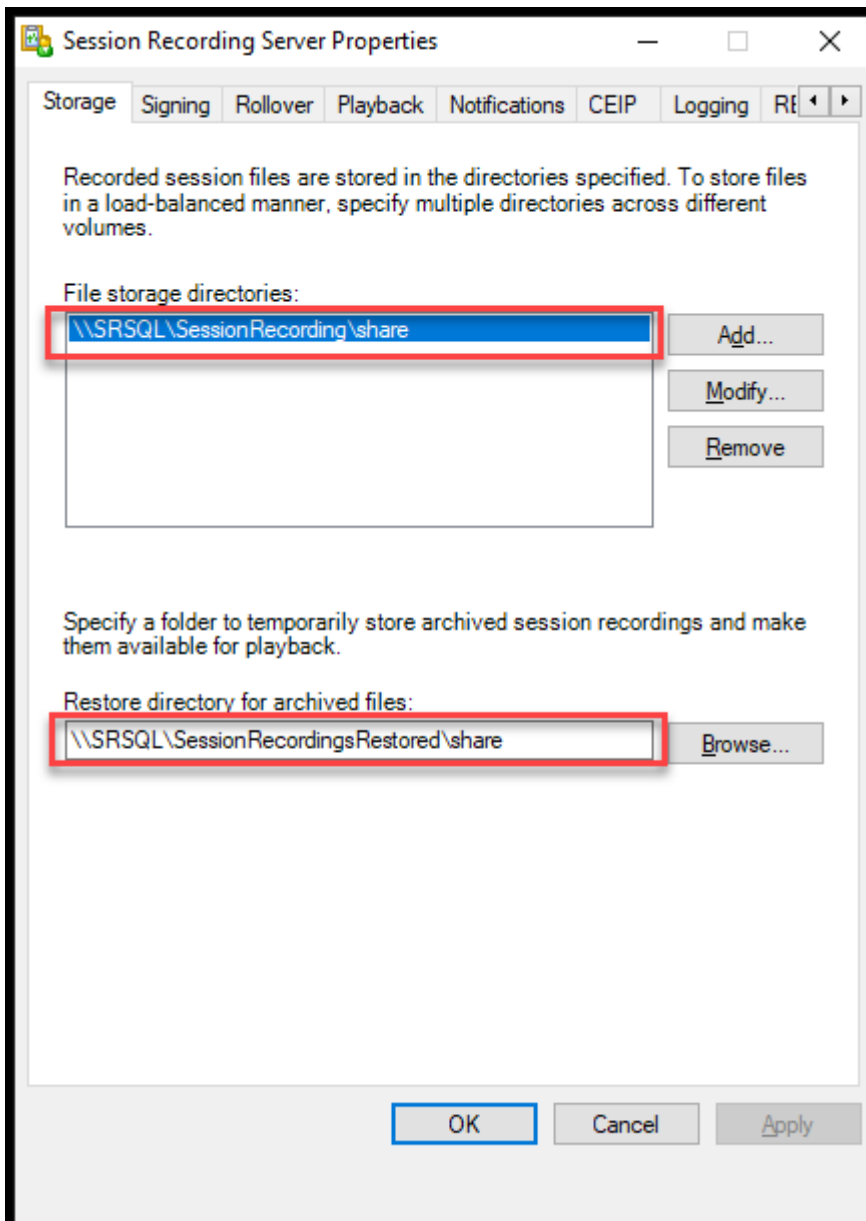 Session Recording Server Properties
Storage Signing Rollover Playback Notifications CEIP Logging RE
Recorded session files are stored in the directories specified. To store files
in a load-balanced manner, specify multiple directories across different
volumes.
File storage directories:
\\SRSQL\SessionRecording\share
Add...
Modify...
Remove
Specify a folder to temporarily store archived session recordings and make
them available for playback.
Restore directory for archived files:
\\SRSQL\SessionRecordingsRestored\share
Browse...
OK Cancel Apply